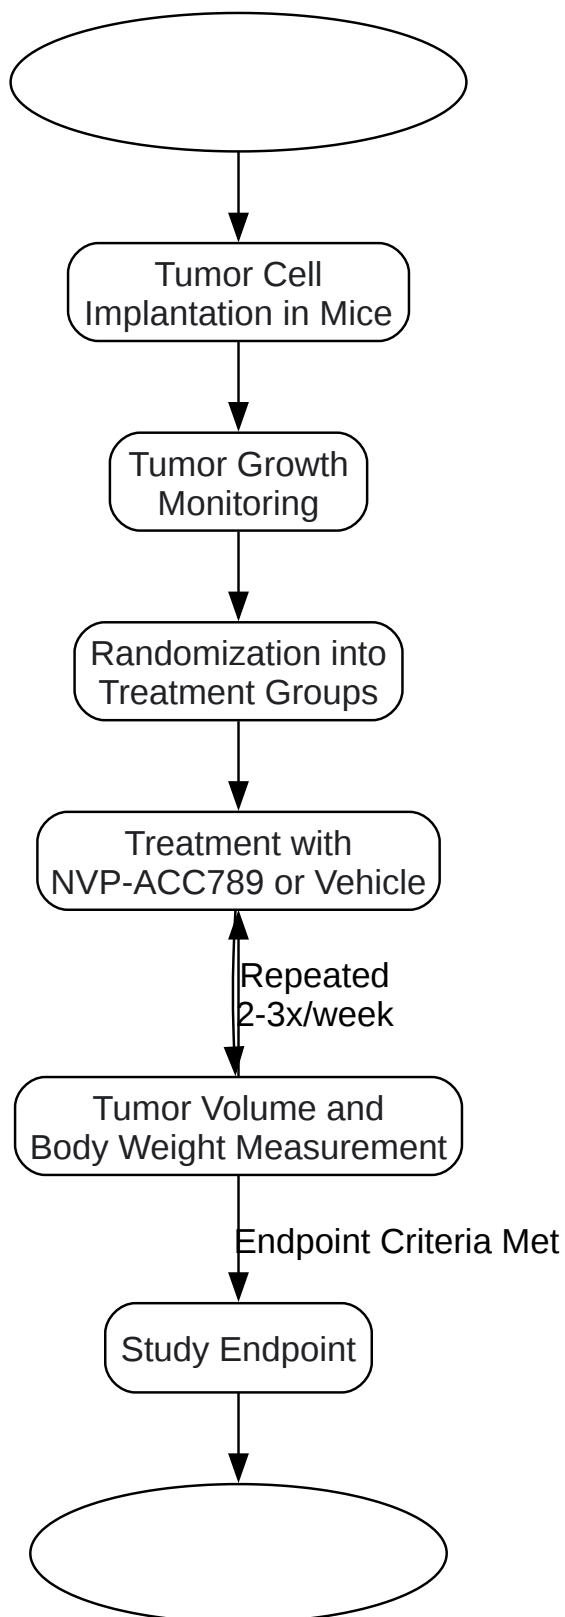 Tumor Cell
Implantation in Mice
Tumor Growth
Monitoring
Randomization into
Treatment Groups
Treatment with
NVP-ACC789 or Vehicle
Repeated
2-3x/week
Tumor Volume and
Body Weight Measurement
Endpoint Criteria Met
Study Endpoint